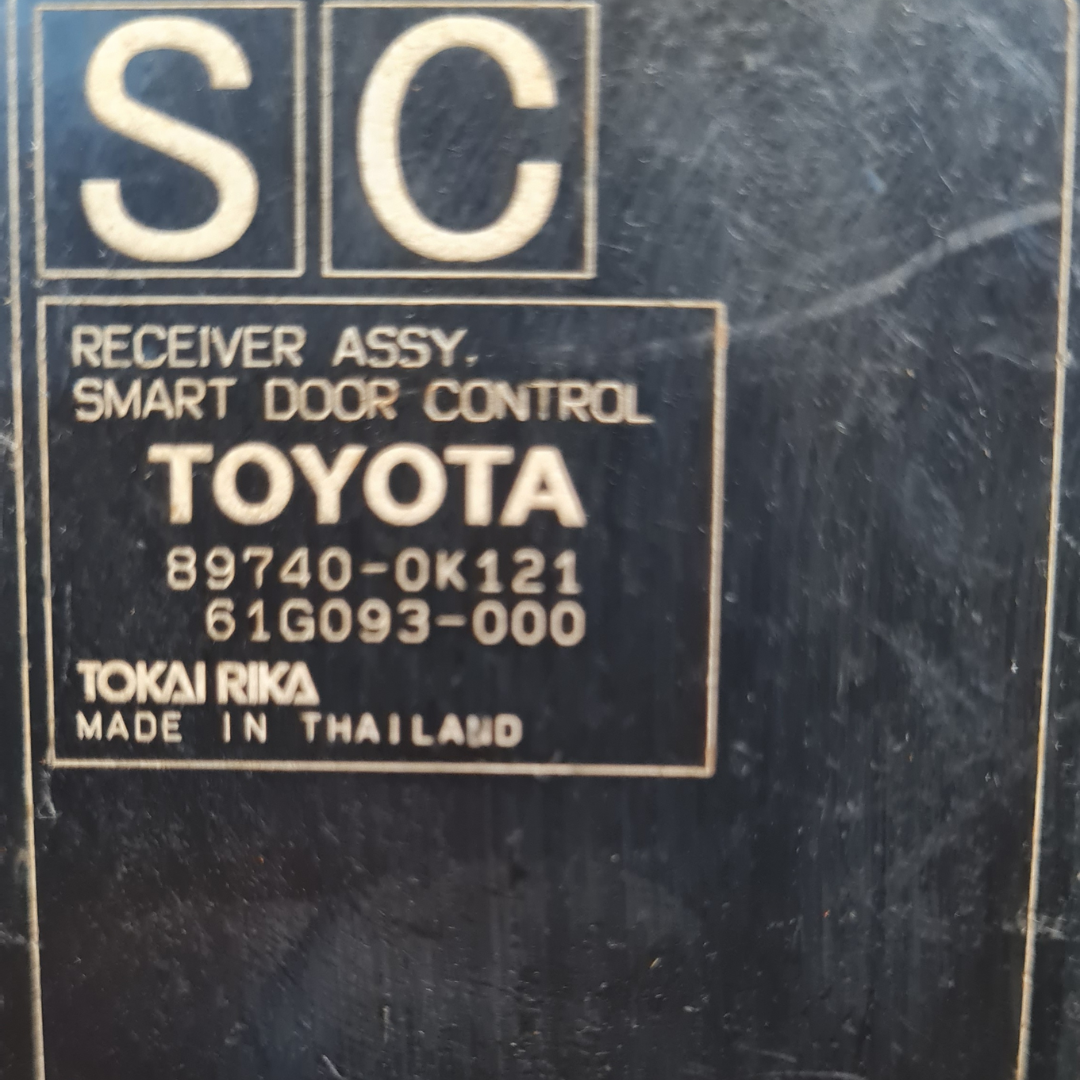 SC
RECEIVER ASSY.
SMART DOOR CONTROL
TOYOTA
89740-0K121
61G093-000
TOKAI RIKA
MADE IN THAILAND